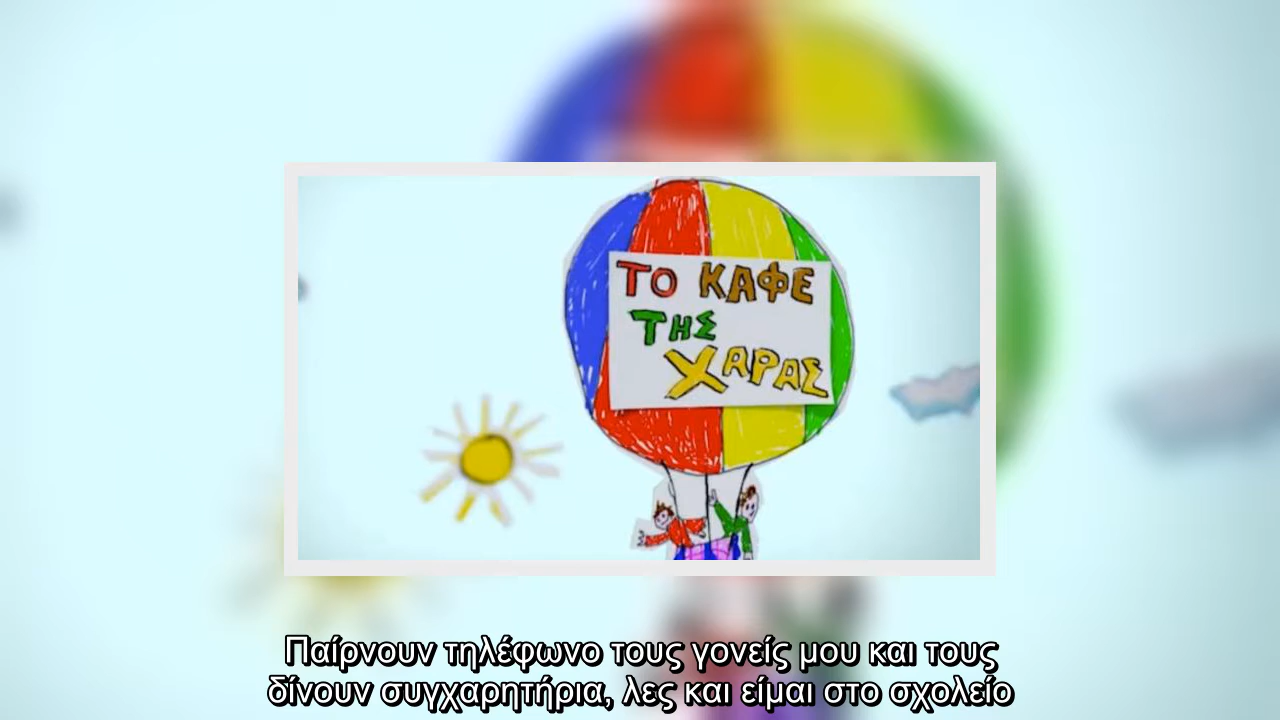 ΤΟ ΚΑΦΕ
ΤΗΣ
ΧΑΡΑΣ
Παίρνουν τηλέφωνο τους γονείς μου και τους
δίνουν συγχαρητήρια, λες και είμαι στο σχολείο